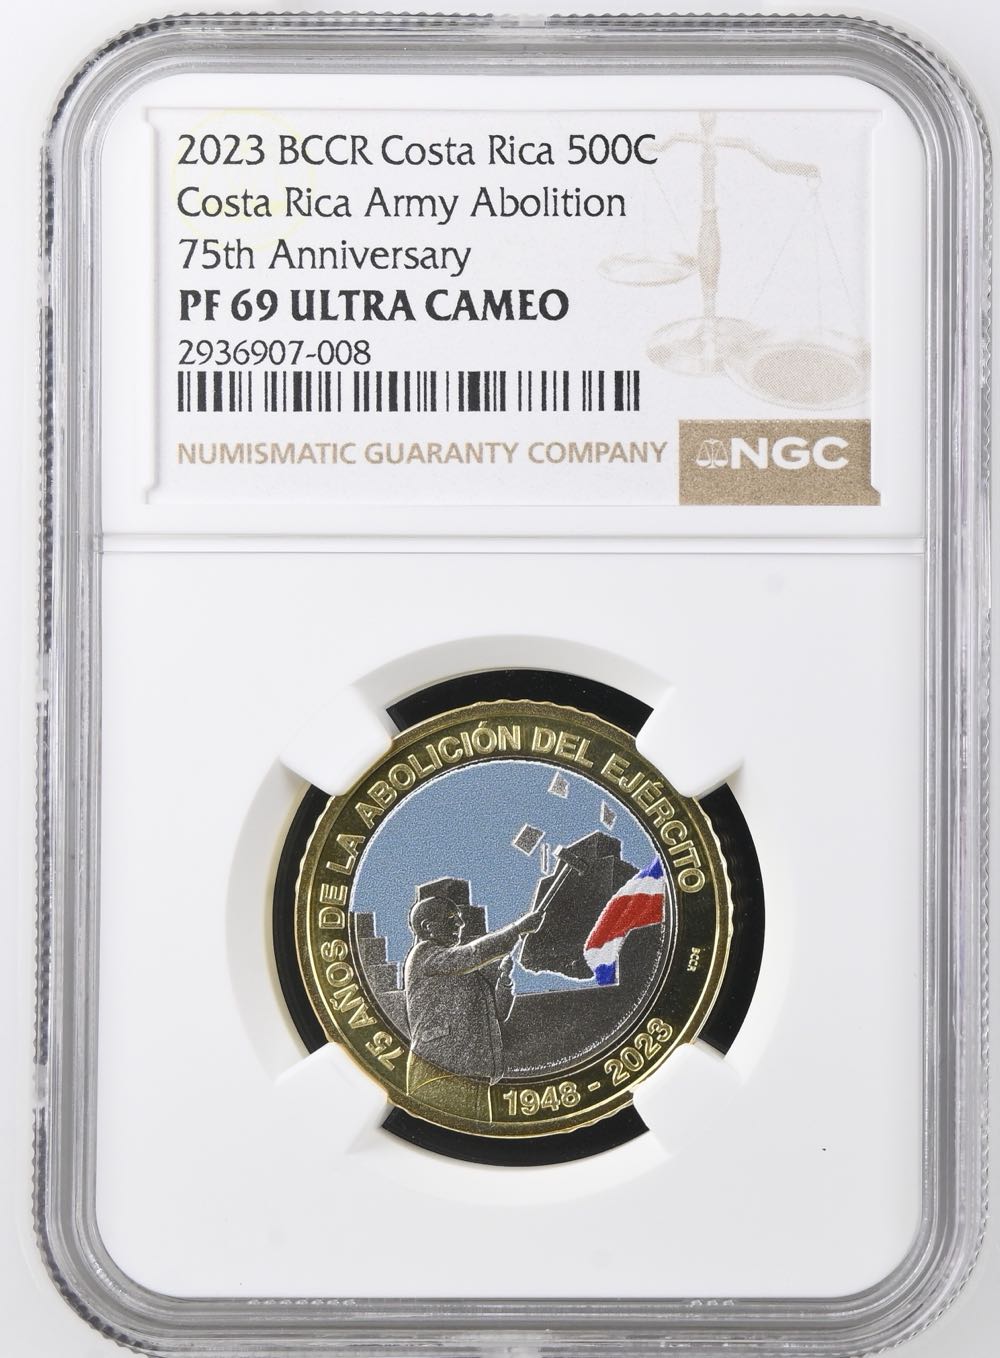 2023 BCCR Costa Rica 500C
Costa Rica Army Abolition
75th Anniversary
PF 69 ULTRA CAMEO
2936907-008
NUMISMATIC GUARANTY COMPANY
NGC
75 AÑOS DE LA ABOLICIÓN DEL EJÉRCITO
BCCR
1948 - 2023